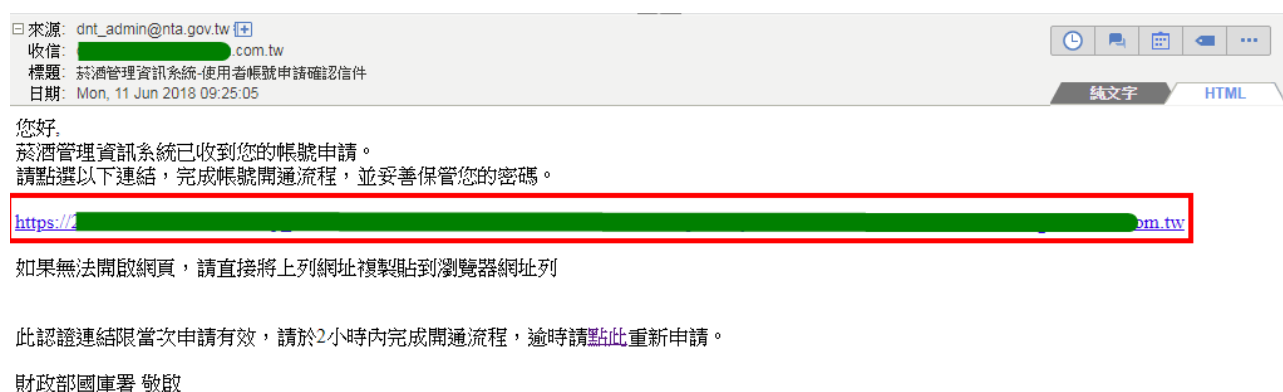 來源: dnt_admin@nta.gov.tw
收信: .com.tw
標題: 菸酒管理資訊系統-使用者帳號申請確認信件
日期: Mon, 11 Jun 2018 09:25:05
純文字 HTML
您好,
菸酒管理資訊系統已收到您的帳號申請。
請點選以下連結,完成帳號開通流程,並妥善保管您的密碼。
https://2 om.tw
如果無法開啟網頁,請直接將上列網址複製貼到瀏覽器網址列
此認證連結限當次申請有效,請於2小時內完成開通流程,逾時請點此重新申請。
財政部國庫署 敬啟